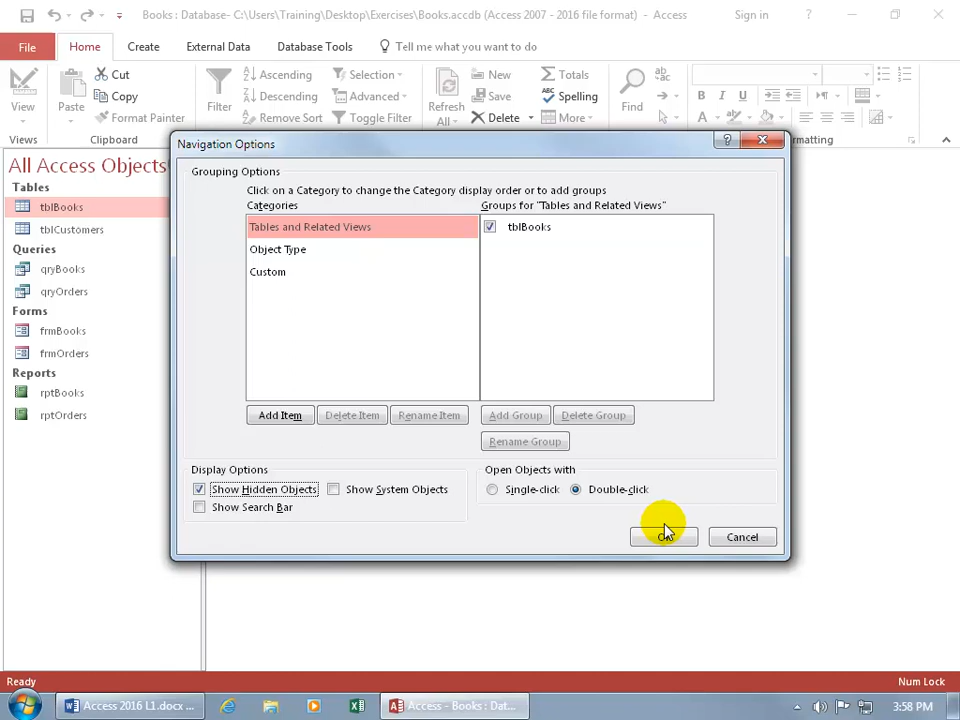 Books : Database- C:\Users\Training\Desktop\Exercises\Books.accdb (Access 2007 - 2016 file format) - Access
Sign in
?
File
Home
Create
External Data
Database Tools
Tell me what you want to do
View
Views
Paste
Cut
Copy
Format Painter
Clipboard
Filter
Ascending
Descending
Remove Sort
Selection
Advanced
Toggle Filter
Refresh
All
New
Save
Delete
Totals
Spelling
More
Find
B I U
A
All Access Objects
Tables
tblBooks
tblCustomers
Queries
qryBooks
qryOrders
Forms
frmBooks
frmOrders
Reports
rptBooks
rptOrders
Navigation Options
?
Grouping Options
Click on a Category to change the Category display order or to add groups
Categories
Groups for "Tables and Related Views"
Tables and Related Views
Object Type
Custom
tblBooks
Add Item
Delete Item
Rename Item
Add Group
Delete Group
Rename Group
Display Options
Show Hidden Objects
Show System Objects
Show Search Bar
Open Objects with
Single-click
Double-click
Cancel
Ready
Num Lock
Access 2016 L1.docx ...
Access - Books : Dat...
3:58 PM